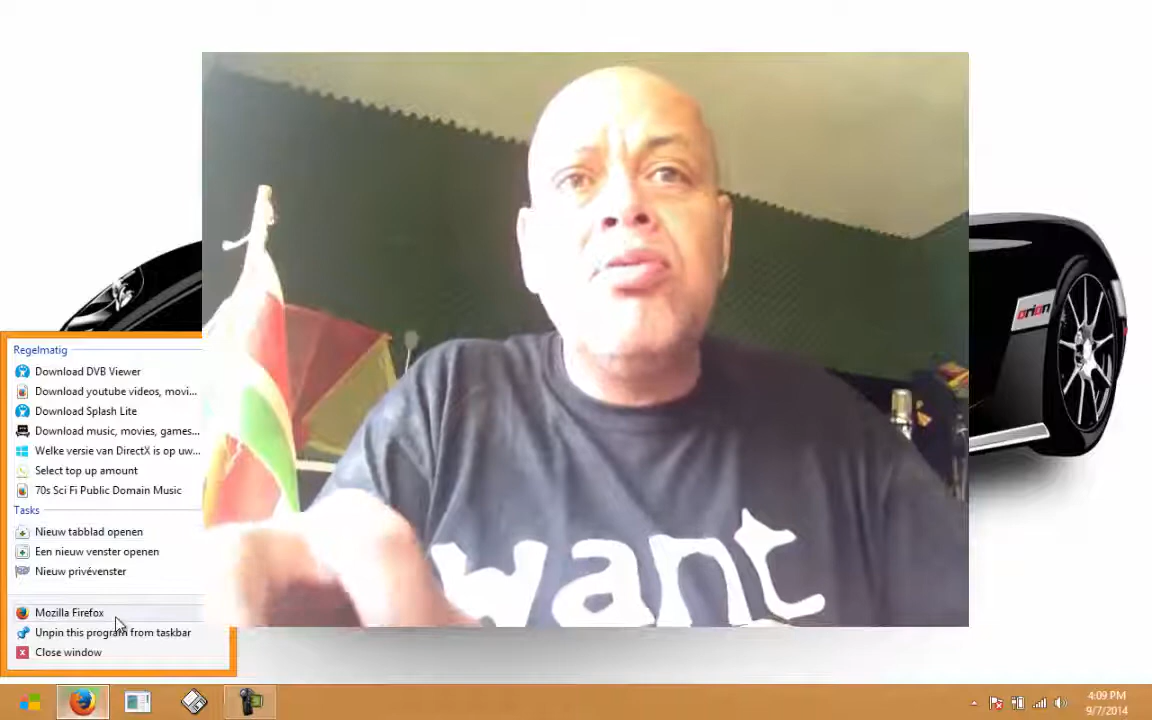 Regelmatig
Download DVB Viewer
Download youtube videos, movi...
Download Splash Lite
Download music, movies, games...
Welke versie van DirectX is op uw...
Select top up amount
70s Sci Fi Public Domain Music
Tasks
Nieuw tabblad openen
Een nieuw venster openen
Nieuw privévenster
Mozilla Firefox
Unpin this program from taskbar
Close window
want
orion
4:09 PM
9/7/2014